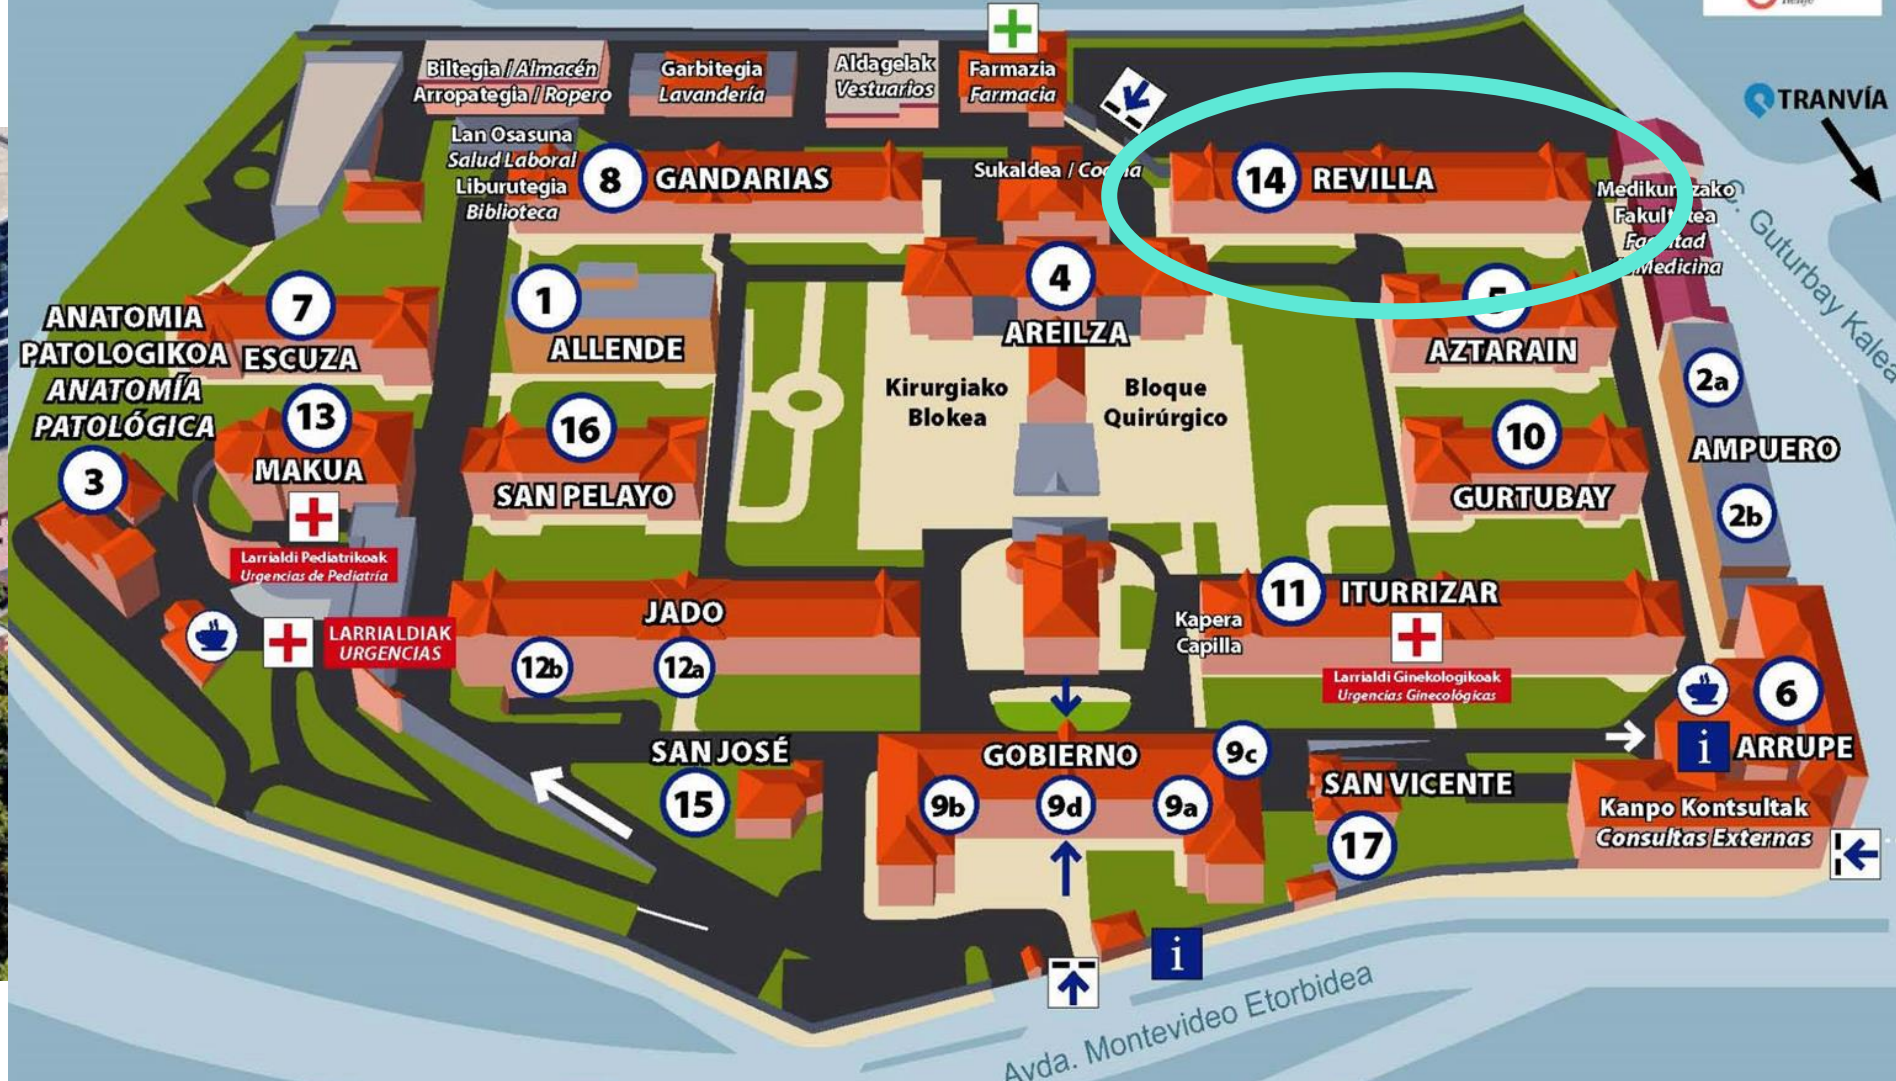 Biltegia / Almacén
Arropategia / Ropero
Garbitegia
Lavandería
Aldagelak
Vestuarios
Farmazia
Farmacia
TRANVÍA
Lan Osasuna
Salud Laboral
Liburutegia
Biblioteca
8 GANDARIAS
Sukaldea /
14 REVILLA
Fakultatea
Medicina
C. Guturbay Kalea
7
ESCUZA
1
ALLENDE
4
AREILZA
5
AZTARAIN
ANATOMIA
PATOLOGIKOA
ANATOMÍA
PATOLÓGICA
3
13
MAKUA
16
SAN PELAYO
Kirurgiako
Blokea
Bloque
Quirúrgico
10
GURTUBAY
2a
AMPUERO
2b
Larrialdi Pediatrikoak
Urgencias de Pediatría
LARRIALDIAK
URGENCIAS
JADO
12b
12a
Kapera
Capilla
11 ITURRIZAR
Larrialdi Ginekologikoak
Urgencias Ginecológicas
6
i ARRUPE
SAN JOSÉ
15
GOBIERNO
9c
9b
9d
9a
SAN VICENTE
17
Kanpo Kontsultak
Consultas Externas
i
Avda. Montevideo Etorbidea